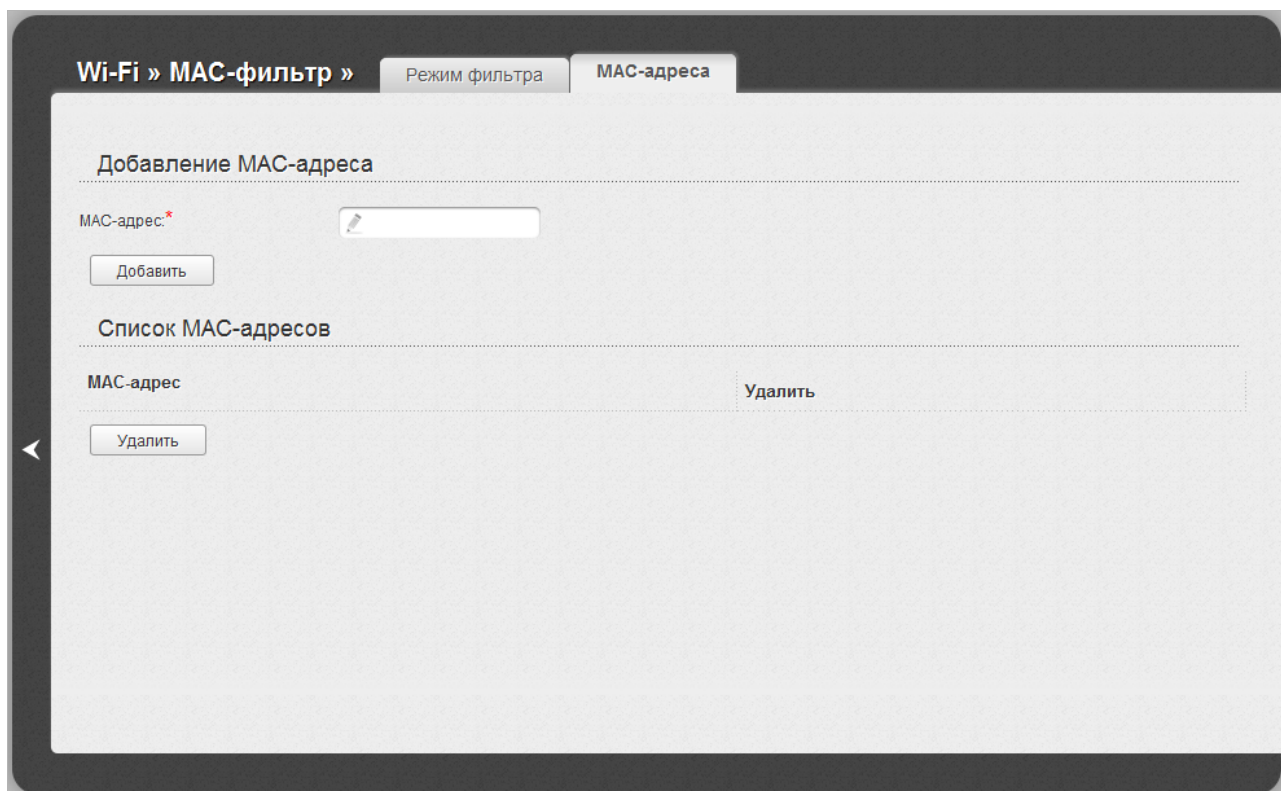 Wi-Fi » MAC-фильтр » Режим фильтра MAC-адреса
Добавление MAC-адреса
MAC-адрес:*
Добавить
Список MAC-адресов
MAC-адрес Удалить
Удалить